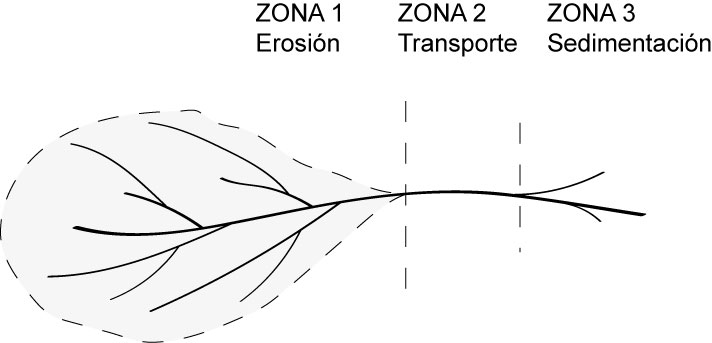 ZONA 1
Erosión
ZONA 2
Transporte
ZONA 3
Sedimentación